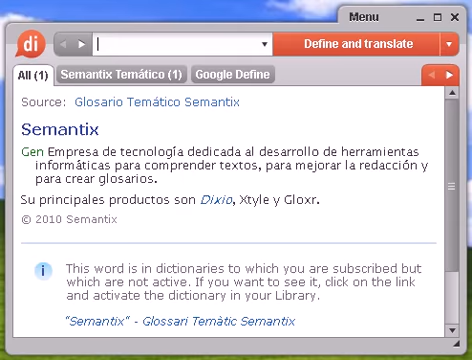 Menu
di
Define and translate
All (1)
Semantix Temático (1)
Google Define
Source: Glosario Temático Semantix
Semantix
Gen Empresa de tecnología dedicada al desarrollo de herramientas
informáticas para comprender textos, para mejorar la redacción y
para crear glosarios.
Su principales productos son Dixio, Xtyle y Gloxr.
© 2010 Semantix
This word is in dictionaries to which you are subscribed but
which are not active. If you want to see it, click on the link
and activate the dictionary in your Library.
"Semantix" - Glossari Temàtic Semantix